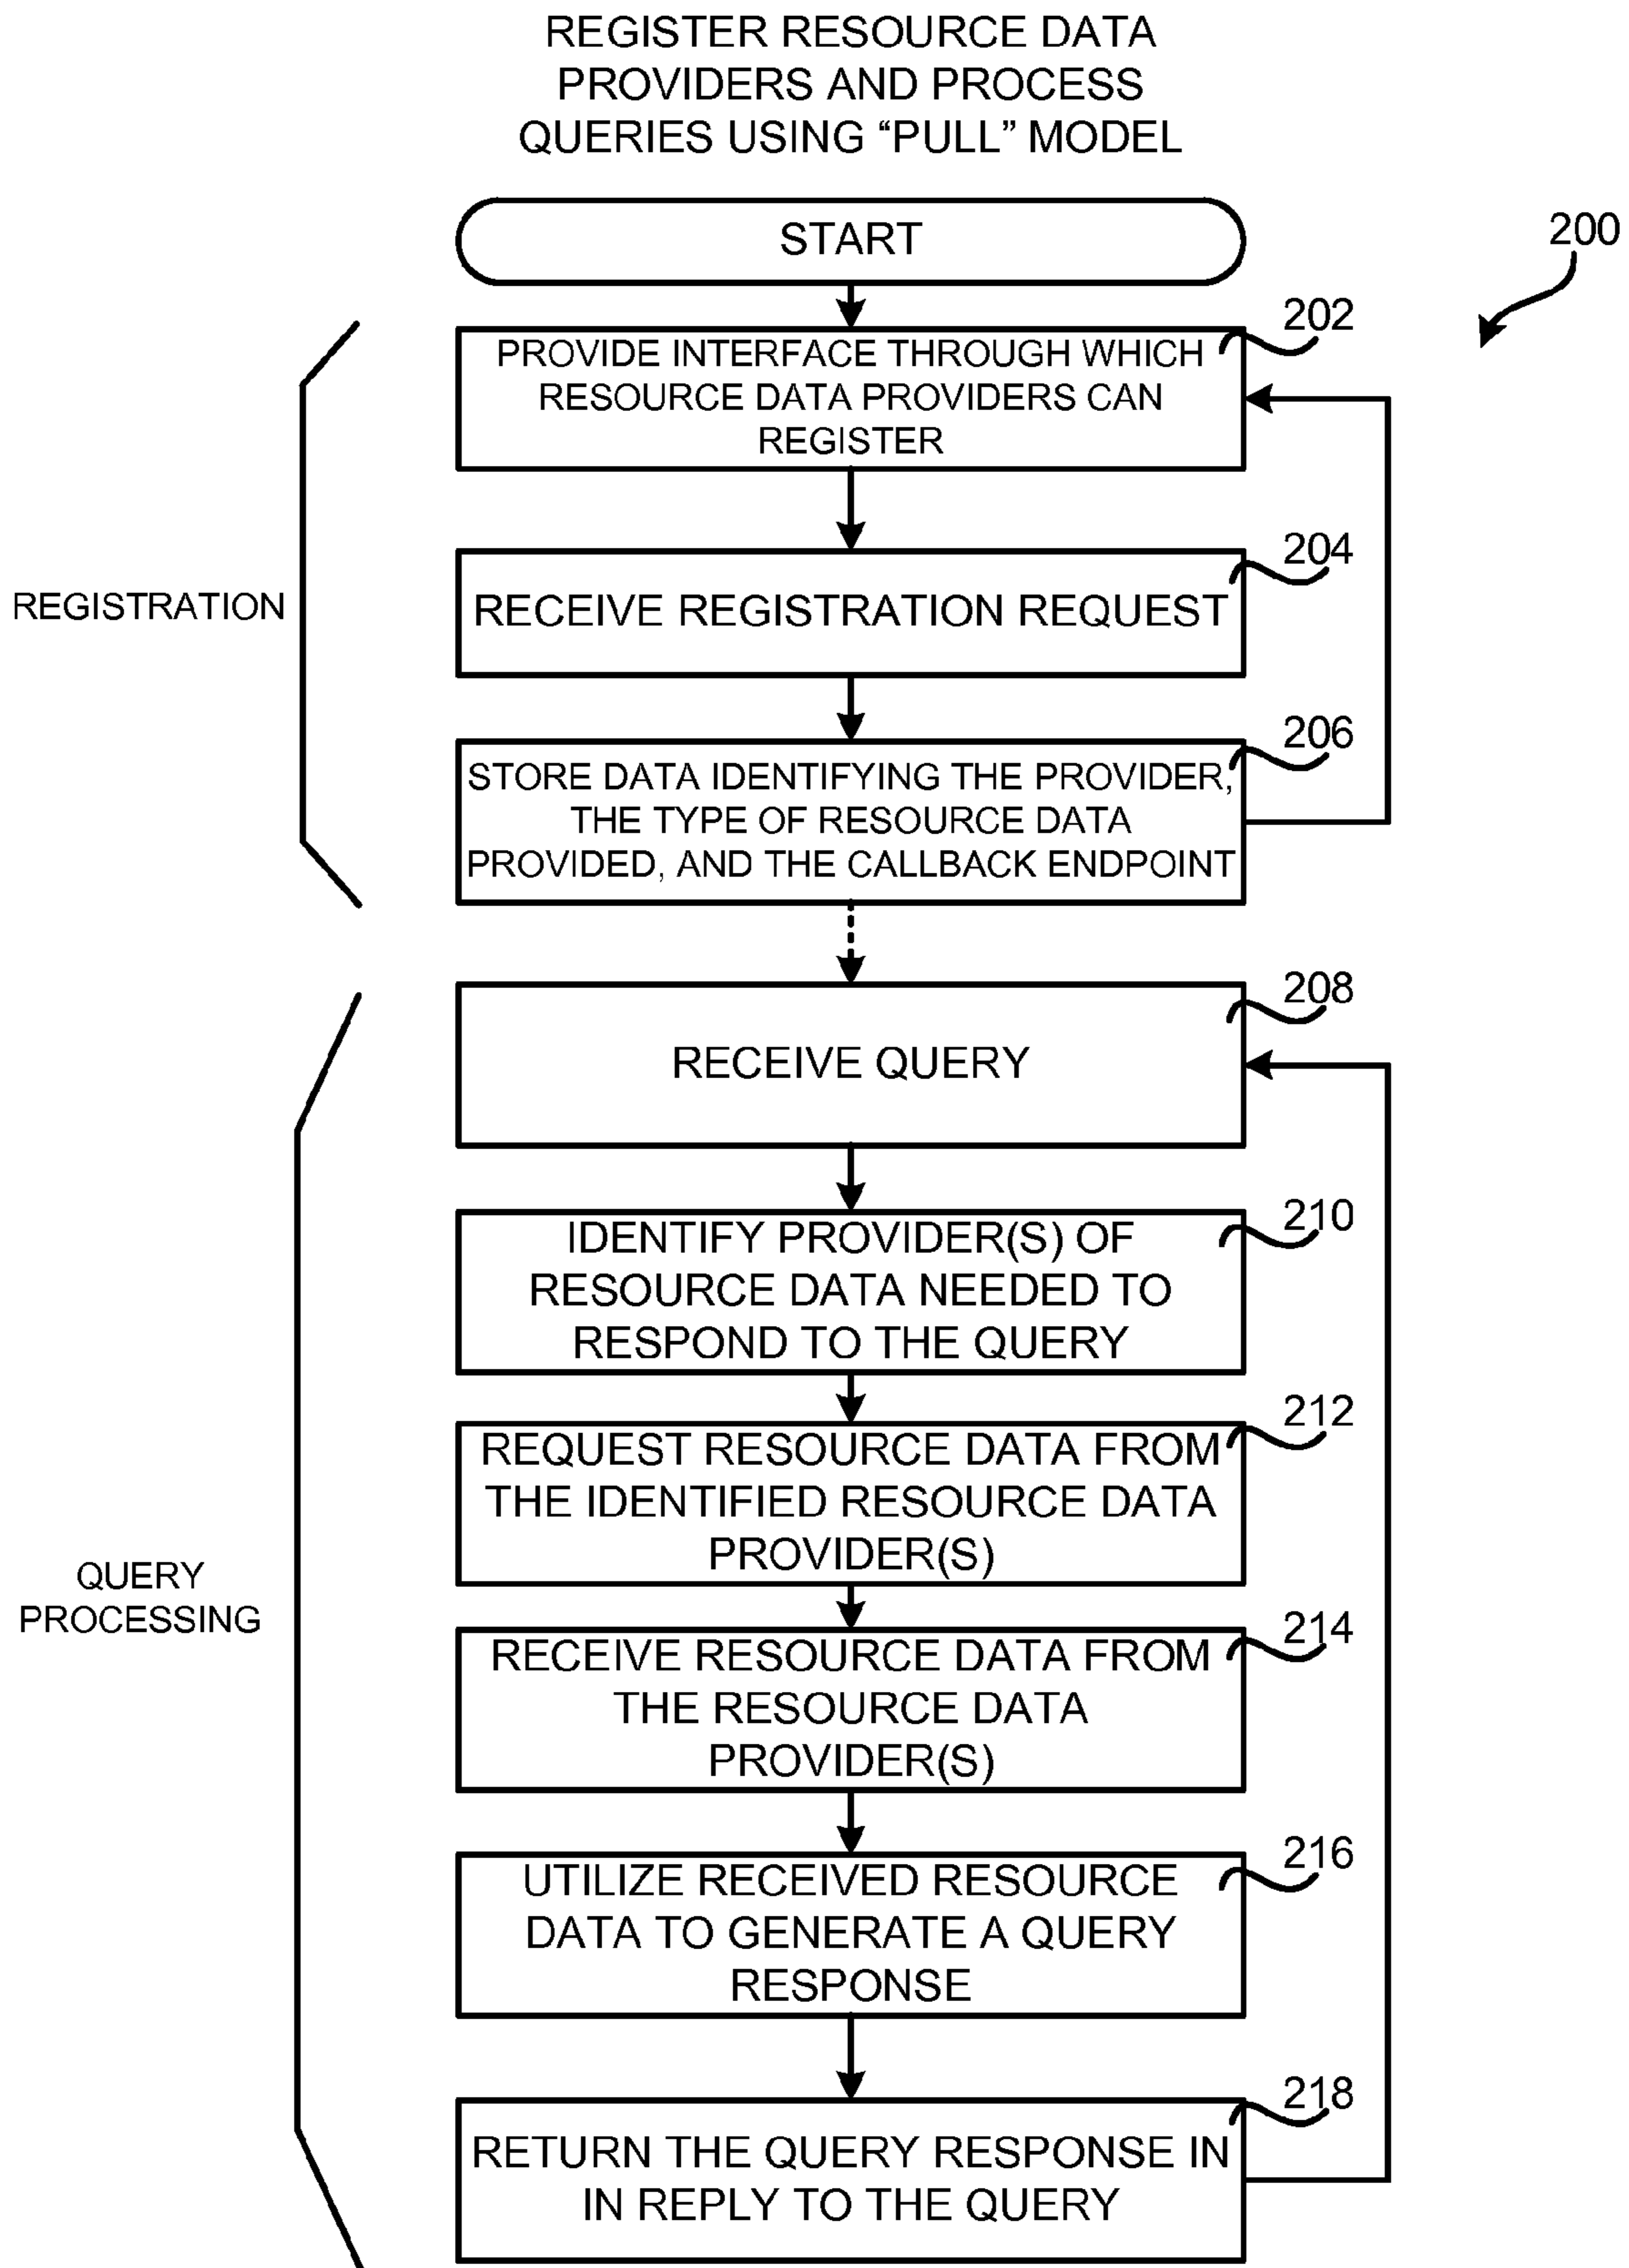 REGISTER RESOURCE DATA
PROVIDERS AND PROCESS
QUERIES USING “PULL” MODEL
START
200
202
PROVIDE INTERFACE THROUGH WHICH
RESOURCE DATA PROVIDERS CAN
REGISTER
204
RECEIVE REGISTRATION REQUEST
REGISTRATION
206
STORE DATA IDENTIFYING THE PROVIDER,
THE TYPE OF RESOURCE DATA
PROVIDED, AND THE CALLBACK ENDPOINT
208
RECEIVE QUERY
210
IDENTIFY PROVIDER(S) OF
RESOURCE DATA NEEDED TO
RESPOND TO THE QUERY
212
REQUEST RESOURCE DATA FROM
THE IDENTIFIED RESOURCE DATA
PROVIDER(S)
QUERY
PROCESSING
214
RECEIVE RESOURCE DATA FROM
THE RESOURCE DATA
PROVIDER(S)
216
UTILIZE RECEIVED RESOURCE
DATA TO GENERATE A QUERY
RESPONSE
218
RETURN THE QUERY RESPONSE IN
IN REPLY TO THE QUERY